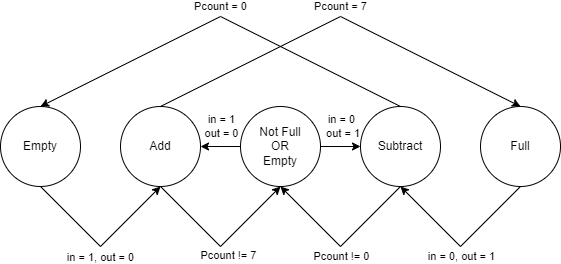 Pcount = 0
Pcount = 7
in = 1
out = 0
in = 0
out = 1
Empty
Add
Not Full
OR
Empty
Subtract
Full
in = 1, out = 0
Pcount != 7
Pcount != 0
in = 0, out = 1